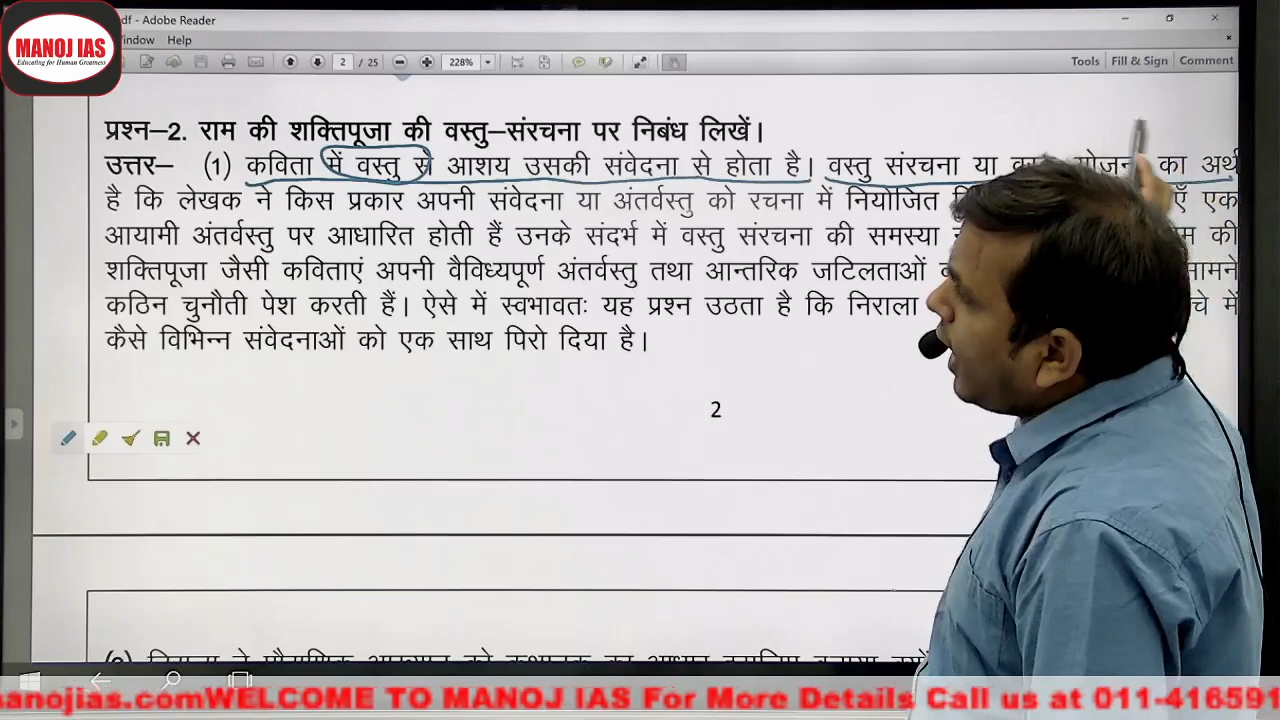 MANOJ IAS
Educating for Human Greatness
df - Adobe Reader
indow Help
2 / 25 228% Tools Fill & Sign Comment
प्रश्न–2. राम की शक्तिपूजा की वस्तु–संरचना पर निबंध लिखें।
उत्तर– (1) कविता में वस्तु से आशय उसकी संवेदना से होता है। वस्तु संरचना या का अर्थ
है कि लेखक ने किस प्रकार अपनी संवेदना या अंतर्वस्तु को रचना में नियोजित एक
आयामी अंतर्वस्तु पर आधारित होती हैं उनके संदर्भ में वस्तु संरचना की समस्या की
शक्तिपूजा जैसी कविताएं अपनी वैविध्यपूर्ण अंतर्वस्तु तथा आन्तरिक जटिलताओं सामने
कठिन चुनौती पेश करती हैं। ऐसे में स्वभावतः यह प्रश्न उठता है कि निराला में
कैसे विभिन्न संवेदनाओं को एक साथ पिरो दिया है।
2
anojias.comWELCOME TO MANOJ IAS For More Details Call us at 011-416591